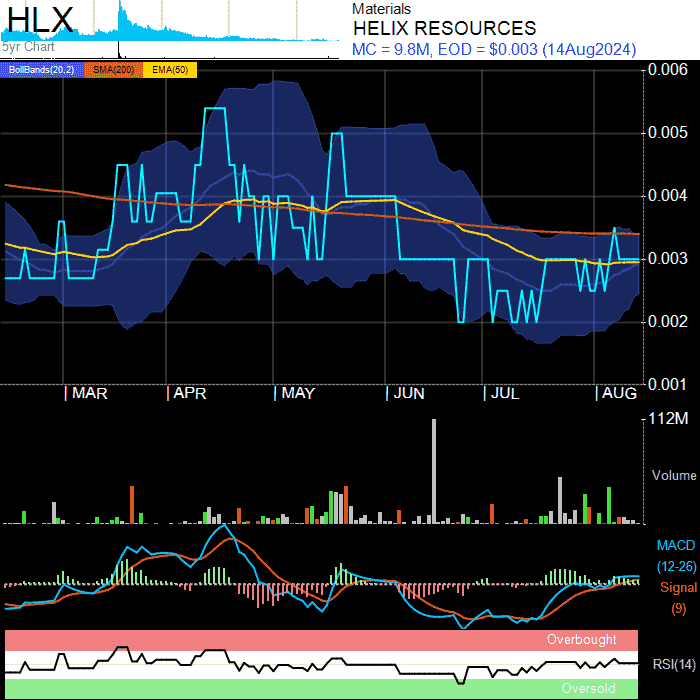 HLX
5yr Chart
Materials
HELIX RESOURCES
MC = 9.8M, EOD = $0.003 (14Aug2024)
BollBands(20,2) SMA(200) EMA(50)
0.006
0.005
0.004
0.003
0.002
0.001
| MAR | APR | MAY | JUN | JUL | AUG
112M
Volume
MACD
(12-26)
Signal
(9)
Overbought
RSI(14)
Oversold